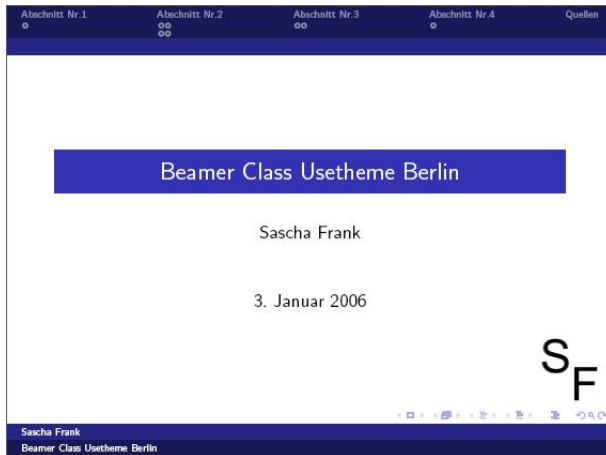 Abschnitt Nr.1 Abschnitt Nr.2 Abschnitt Nr.3 Abschnitt Nr.4 Quellen
Beamer Class Usetheme Berlin
Sascha Frank
3. Januar 2006
S
F
Sascha Frank
Beamer Class Usetheme Berlin